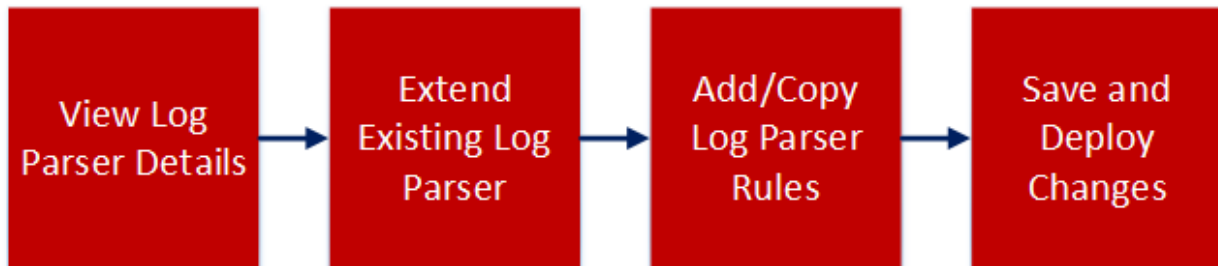 View Log
Parser Details
Extend
Existing Log
Parser
Add/Copy
Log Parser
Rules
Save and
Deploy
Changes